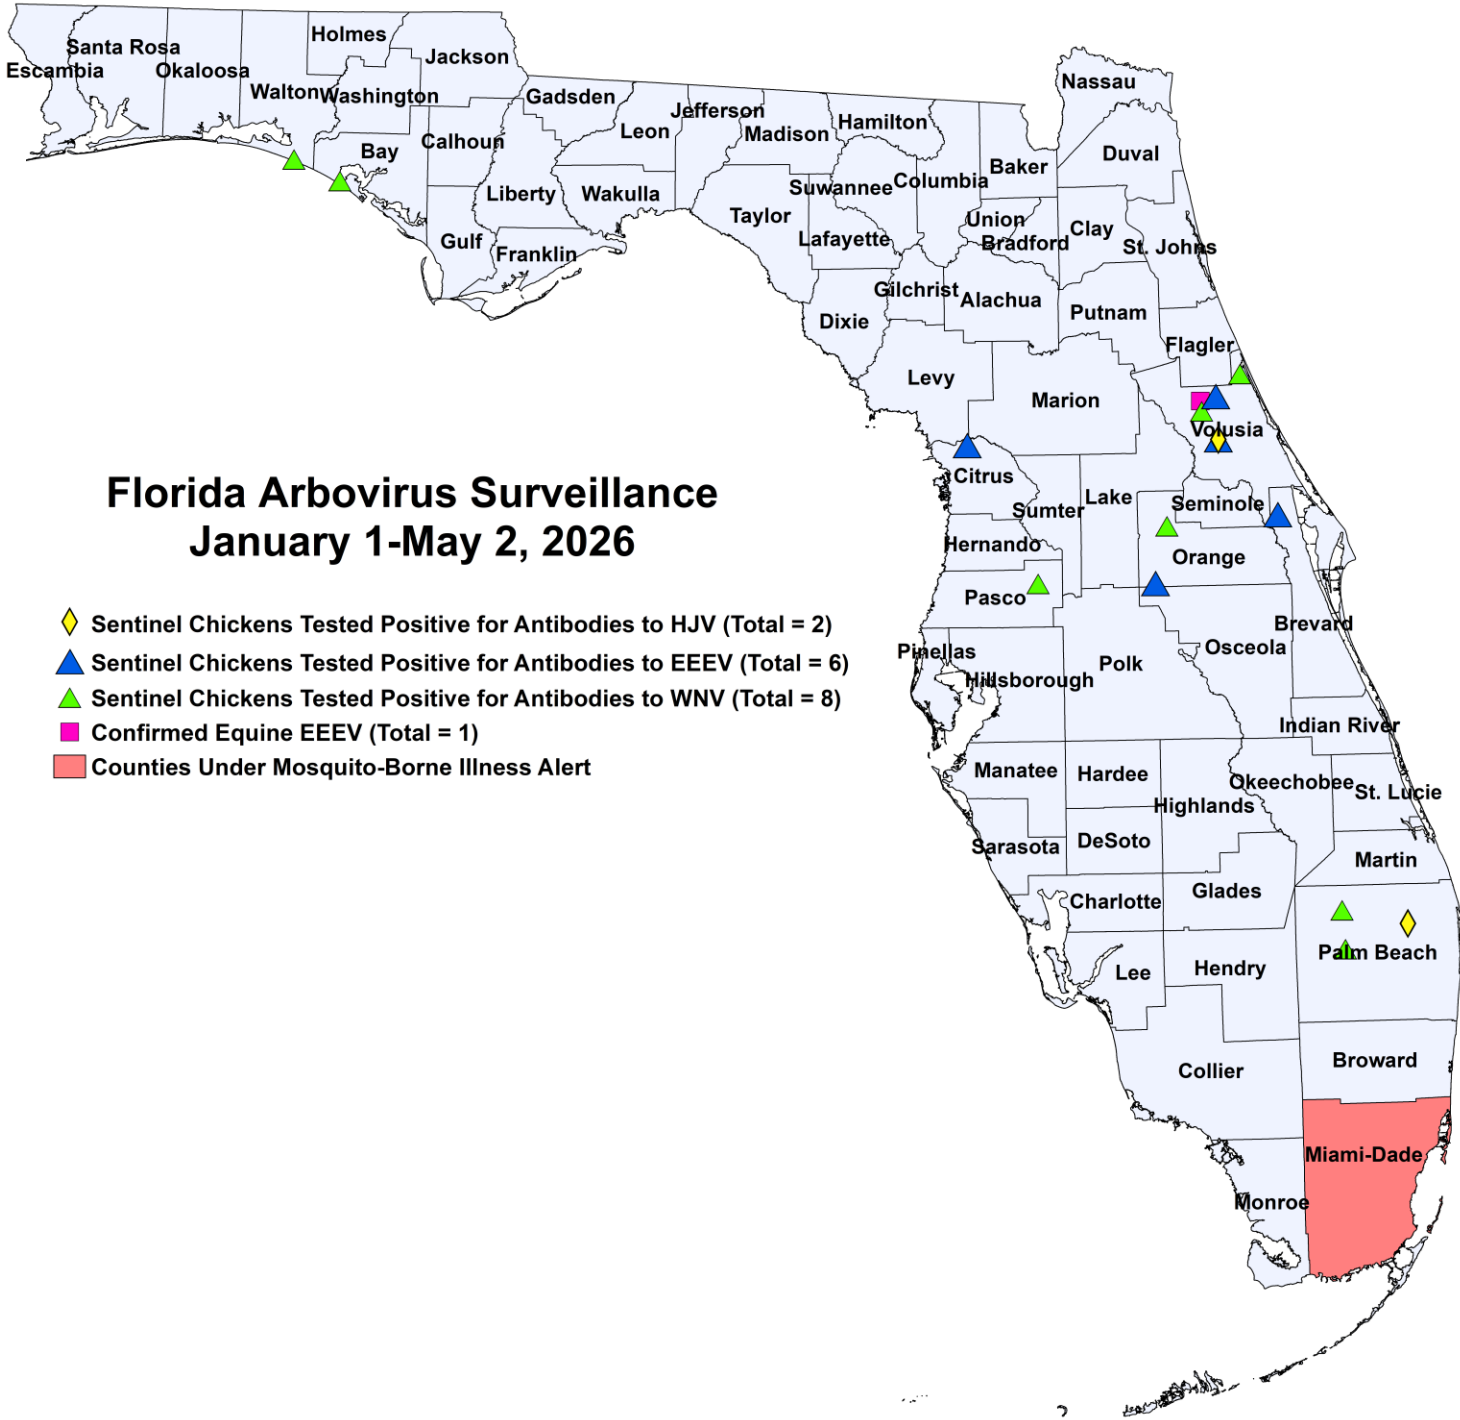 Holmes
Santa Rosa
Jackson
Escambia
Okaloosa
Walton
Washington
Gadsden
Nassau
Jefferson
Hamilton
Leon
Madison
Calhoun
Bay
Duval
Baker
Suwannee
Columbia
Liberty
Wakulla
Taylor
Union
Clay
Lafayette
Bradford
St. Johns
Gulf
Franklin
Gilchrist
Alachua
Putnam
Dixie
Flagler
Levy
Marion
Volusia
Citrus
Florida Arbovirus Surveillance
January 1-May 2, 2026
Lake
Seminole
Sumter
Hernando
Orange
Pasco
Brevard
Sentinel Chickens Tested Positive for Antibodies to HJV (Total = 2)
Sentinel Chickens Tested Positive for Antibodies to EEEV (Total = 6)
Sentinel Chickens Tested Positive for Antibodies to WNV (Total = 8)
Confirmed Equine EEEV (Total = 1)
Counties Under Mosquito-Borne Illness Alert
Pinellas
Osceola
Polk
Hillsborough
Indian River
Manatee
Hardee
Okeechobee
St. Lucie
Highlands
Sarasota
DeSoto
Martin
Glades
Charlotte
Palm Beach
Lee
Hendry
Broward
Collier
Miami-Dade
Monroe